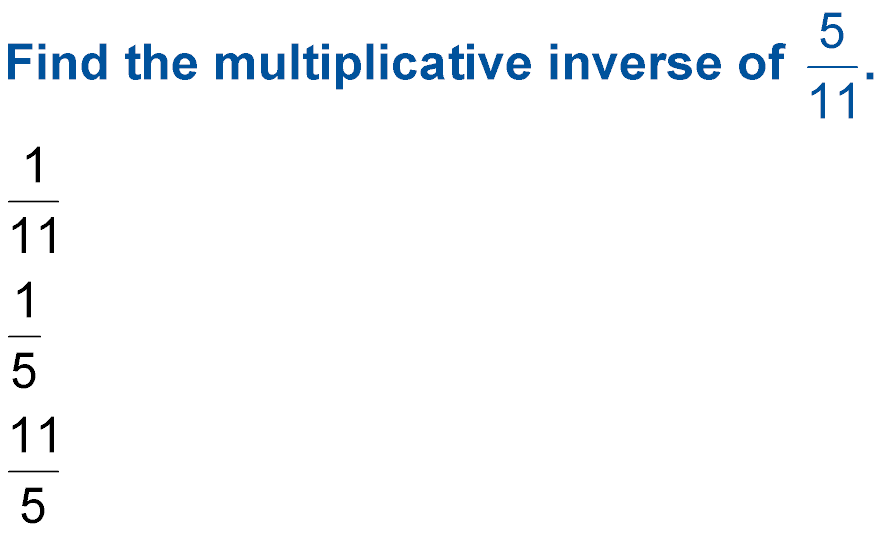 Find the multiplicative inverse of 5/11.
1/11
1/5
11/5